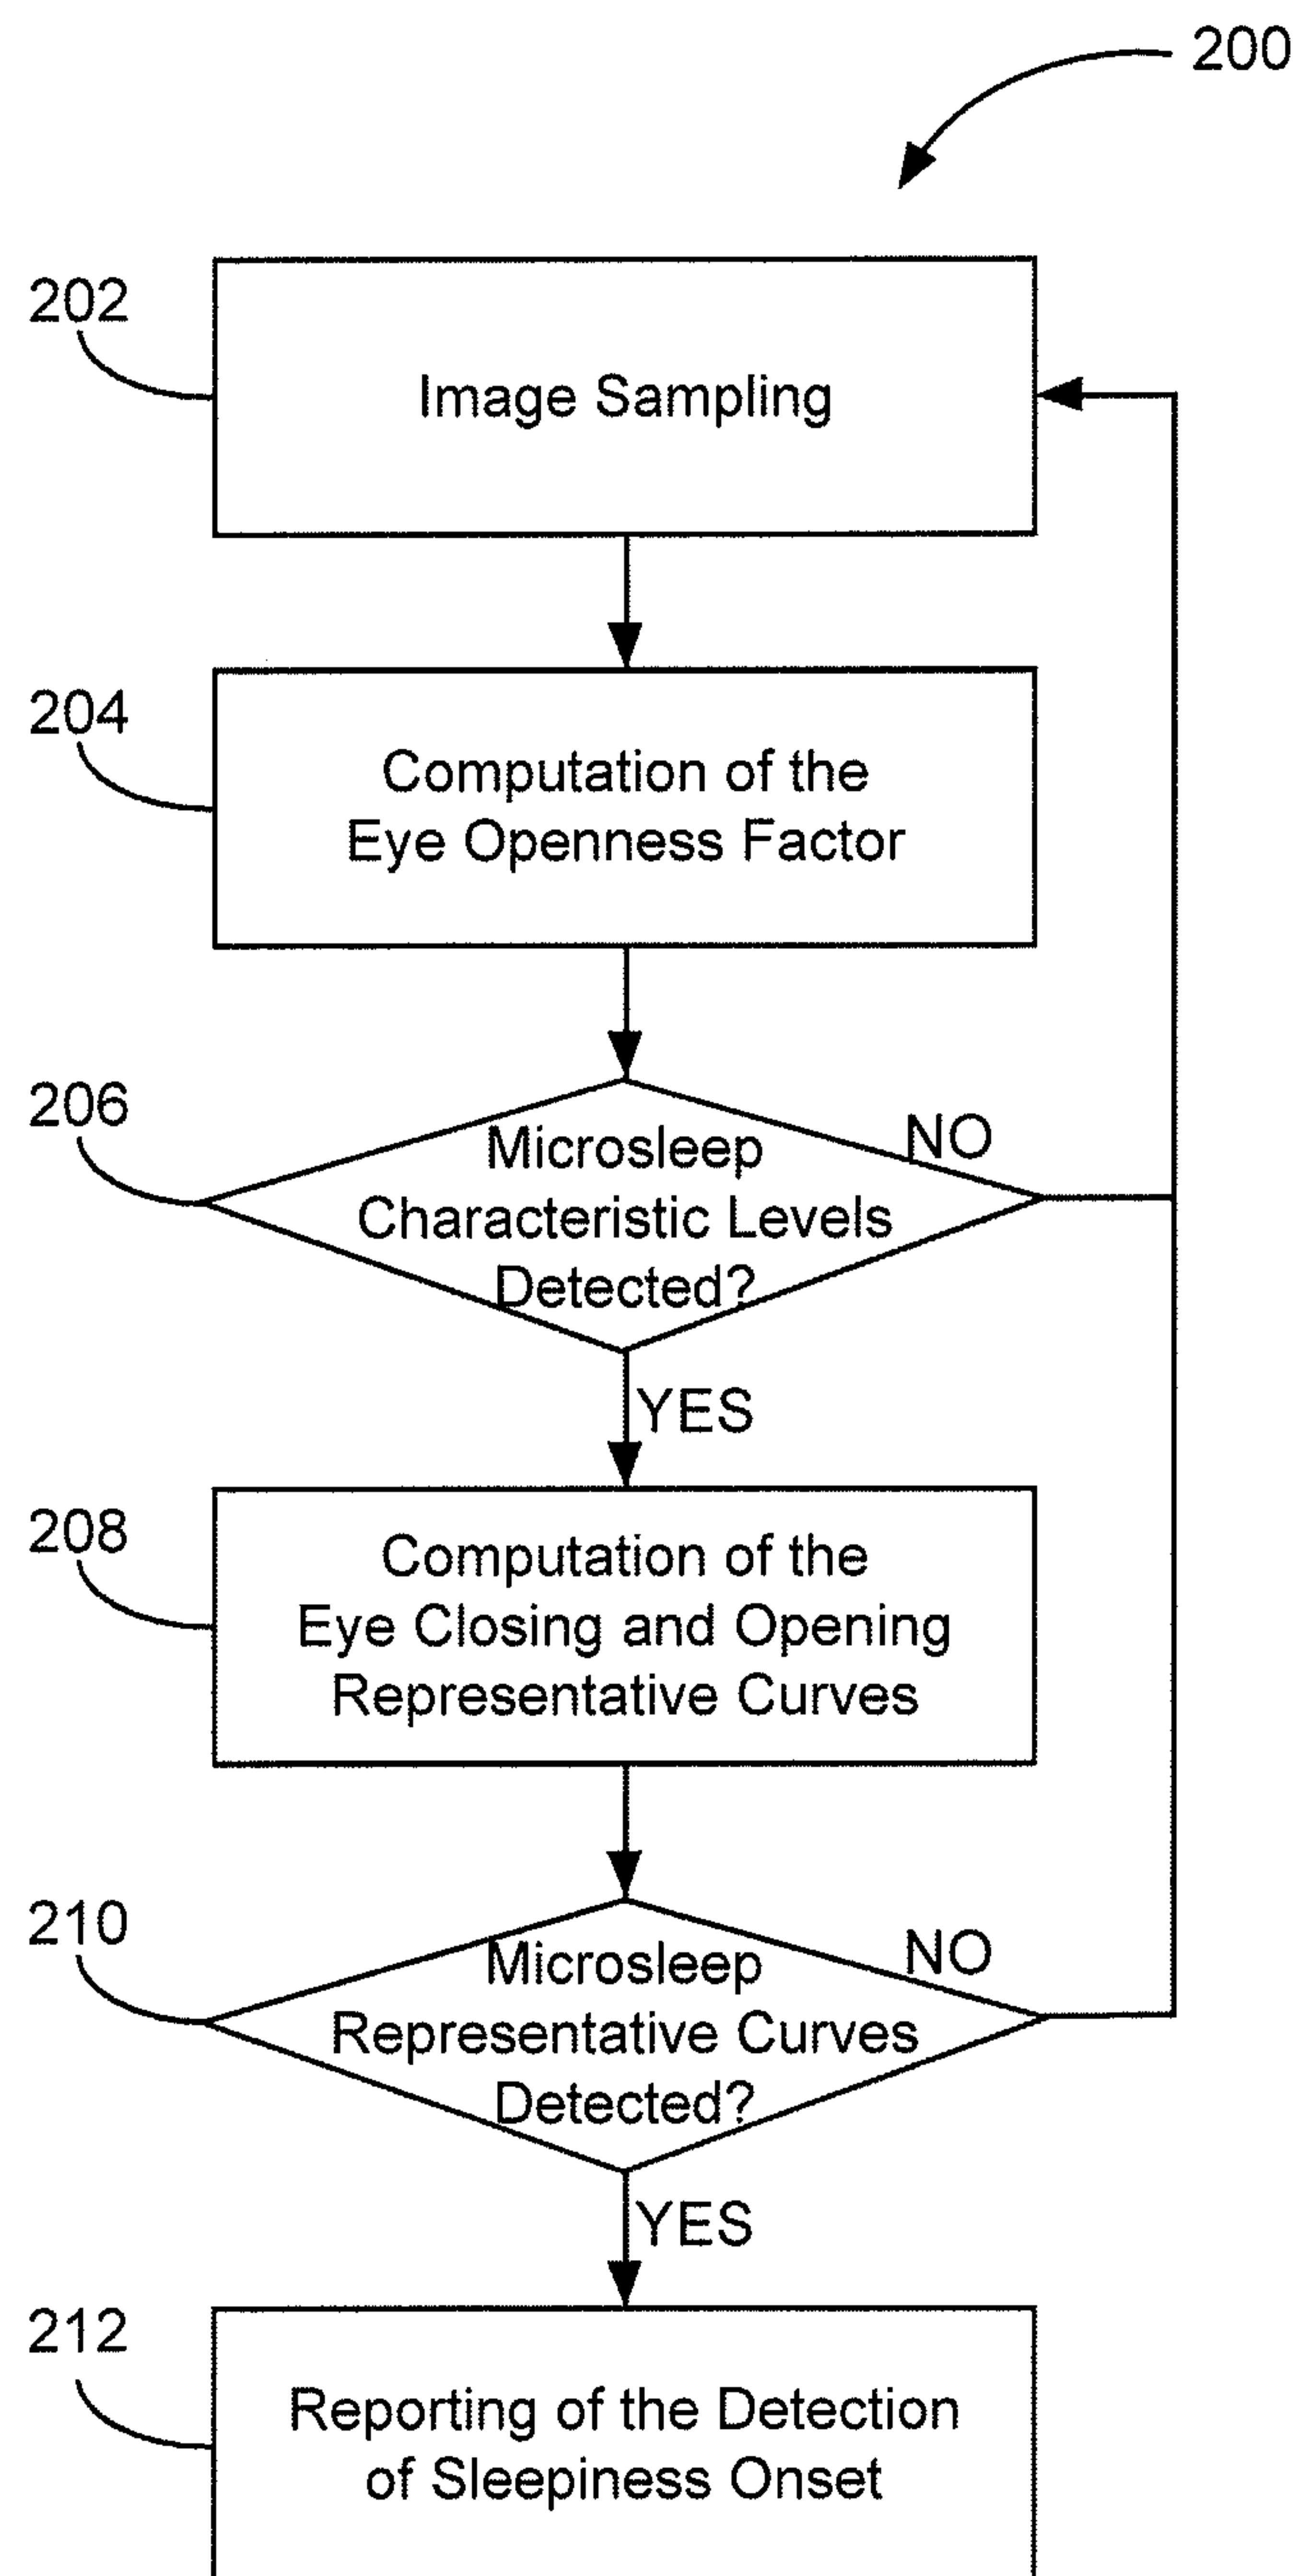 200
202
Image Sampling
204
Computation of the
Eye Openness Factor
206
NO
Microsleep
Characteristic Levels
Detected?
YES
208
Computation of the
Eye Closing and Opening
Representative Curves
210
NO
Microsleep
Representative Curves
Detected?
YES
212
Reporting of the Detection
of Sleepiness Onset